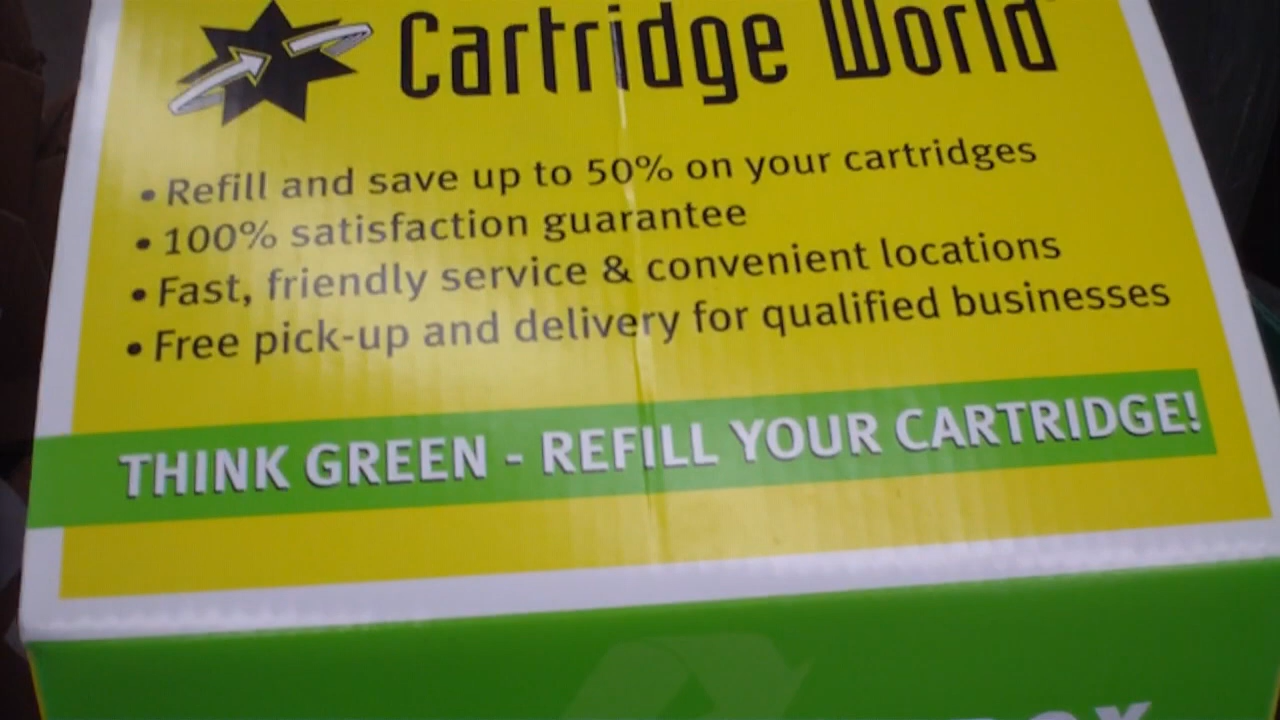 Cartridge World
• Refill and save up to 50% on your cartridges
• 100% satisfaction guarantee
• Fast, friendly service & convenient locations
• Free pick-up and delivery for qualified businesses
THINK GREEN - REFILL YOUR CARTRIDGE!